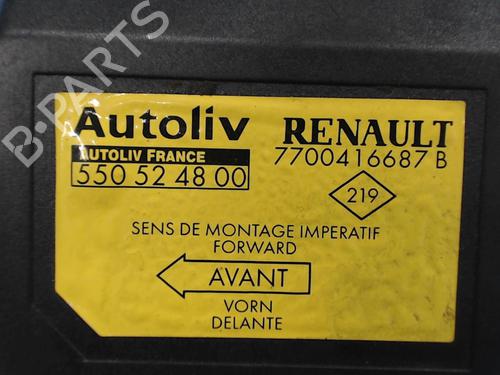 Autoliv
AUTOLIV FRANCE
550 52 48 00
RENAULT
7700416687 B
219
SENS DE MONTAGE IMPERATIF
FORWARD
AVANT
VORN
DELANTE
B-PARTS